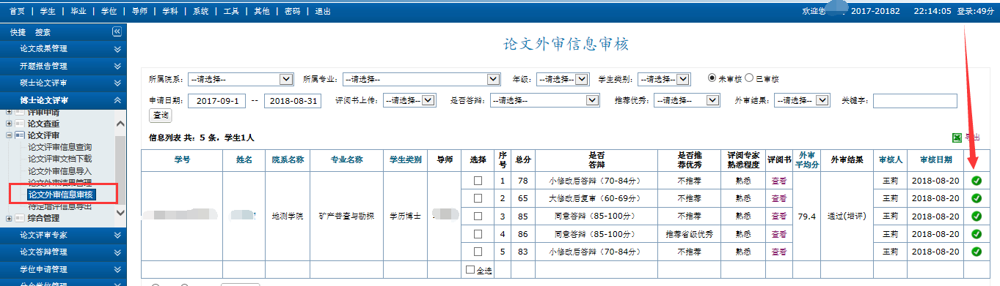 首页 | 学生 | 毕业 | 学位 | 导师 | 学科 | 系统 | 工具 | 其他 | 密码 | 退出
欢迎您 2017-20182 22:14:05 登录:49分
快捷 搜索
论文成果管理
开题报告管理
硕士论文评审
博士论文评审
评审申请
论文查重
论文评审
论文评审信息查询
论文评审文档下载
论文外审信息导入
论文外审结果管理
论文外审信息审核
待定增评信息导出
综合管理
论文评审专家
论文答辩管理
学位申请管理
分会学位管理
论文外审信息审核
所属院系: --请选择-- 所属专业: --请选择-- 年级: --请选择-- 学生类别: --请选择-- 未审核 已审核
申请日期: 2017-09-1 -- 2018-08-31 评阅书上传: --请选择-- 是否答辩: --请选择-- 推荐优秀: --请选择-- 外审结果: --请选择-- 关键字:
查询
信息列表 共: 5 条, 学生1人
导出
学号 姓名 院系名称 专业名称 学生类别 导师 选择 序号 总分 是否答辩 是否推荐优秀 评阅专家熟悉程度 评阅书 外审平均分 外审结果 审核人 审核日期
地测学院 矿产普查与勘探 学历博士 79.4 通过(增评)
1 78 小修改后答辩（70-84分） 不推荐 熟悉 查看 王莉 2018-08-20
2 65 大修改后复审（60-69分） 不推荐 熟悉 查看 王莉 2018-08-20
3 85 同意答辩（85-100分） 不推荐 熟悉 查看 王莉 2018-08-20
4 86 同意答辩（85-100分） 推荐省级优秀 熟悉 查看 王莉 2018-08-20
5 83 小修改后答辩（70-84分） 不推荐 熟悉 查看 王莉 2018-08-20
全选